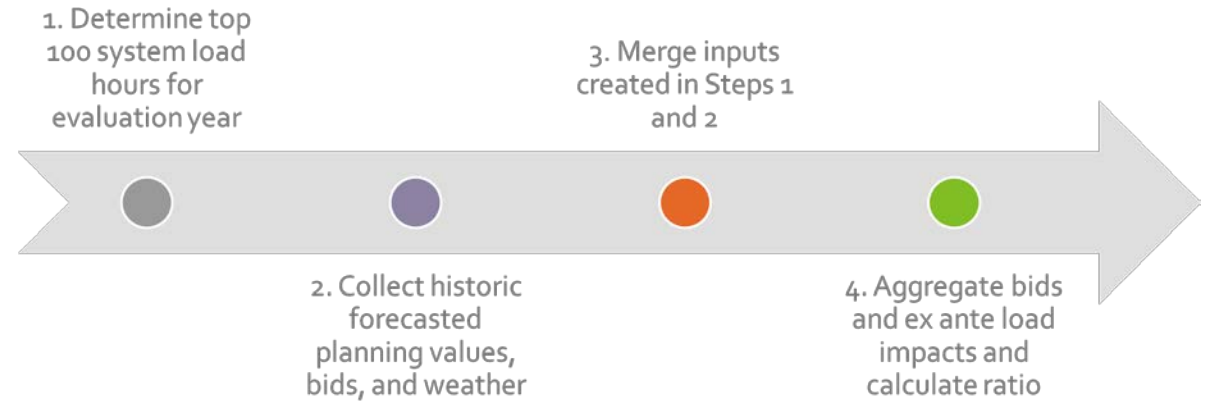 1. Determine top
100 system load
hours for
evaluation year
2. Collect historic
forecasted
planning values,
bids, and weather
3. Merge inputs
created in Steps 1
and 2
4. Aggregate bids
and ex ante load
impacts and
calculate ratio